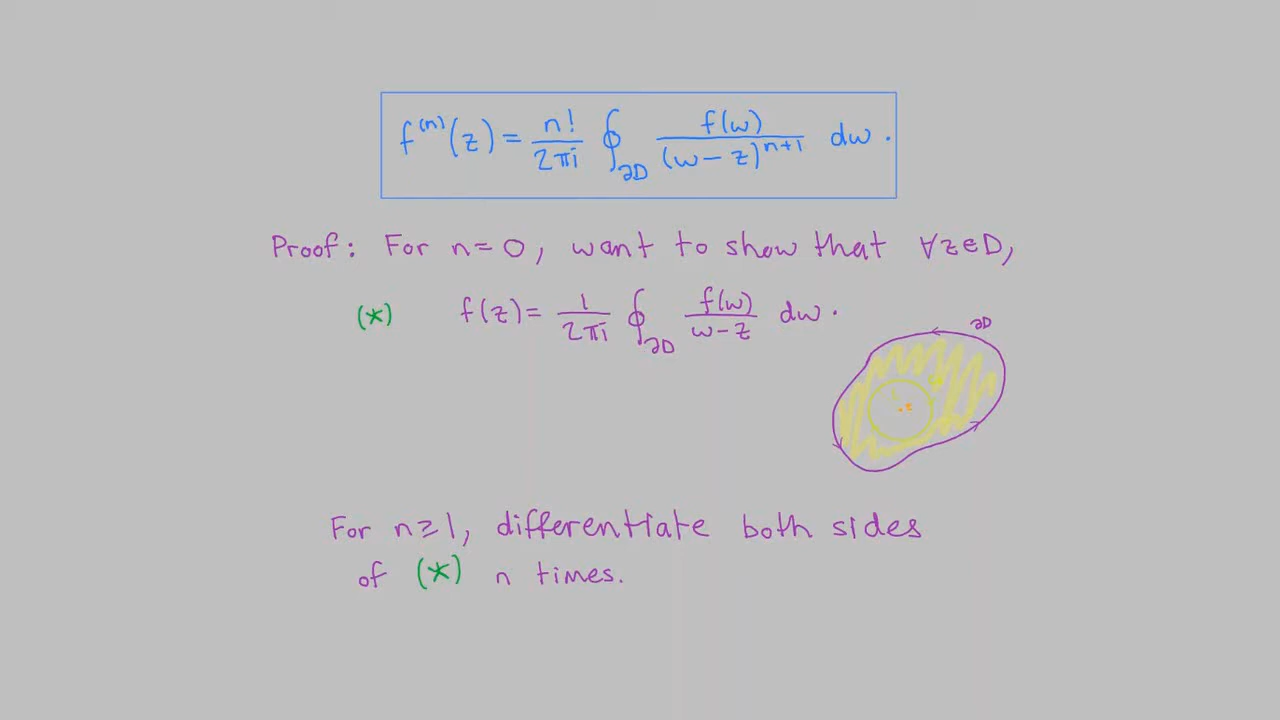 f^(n)(z) = n!/2πi ∮_∂D f(w)/(w-z)^(n+1) dw.
Proof: For n=0, want to show that ∀z∈D,
(*) f(z) = 1/2πi ∮_∂D f(w)/w-z dw.
∂D
For n≥1, differentiate both sides
of (*) n times.